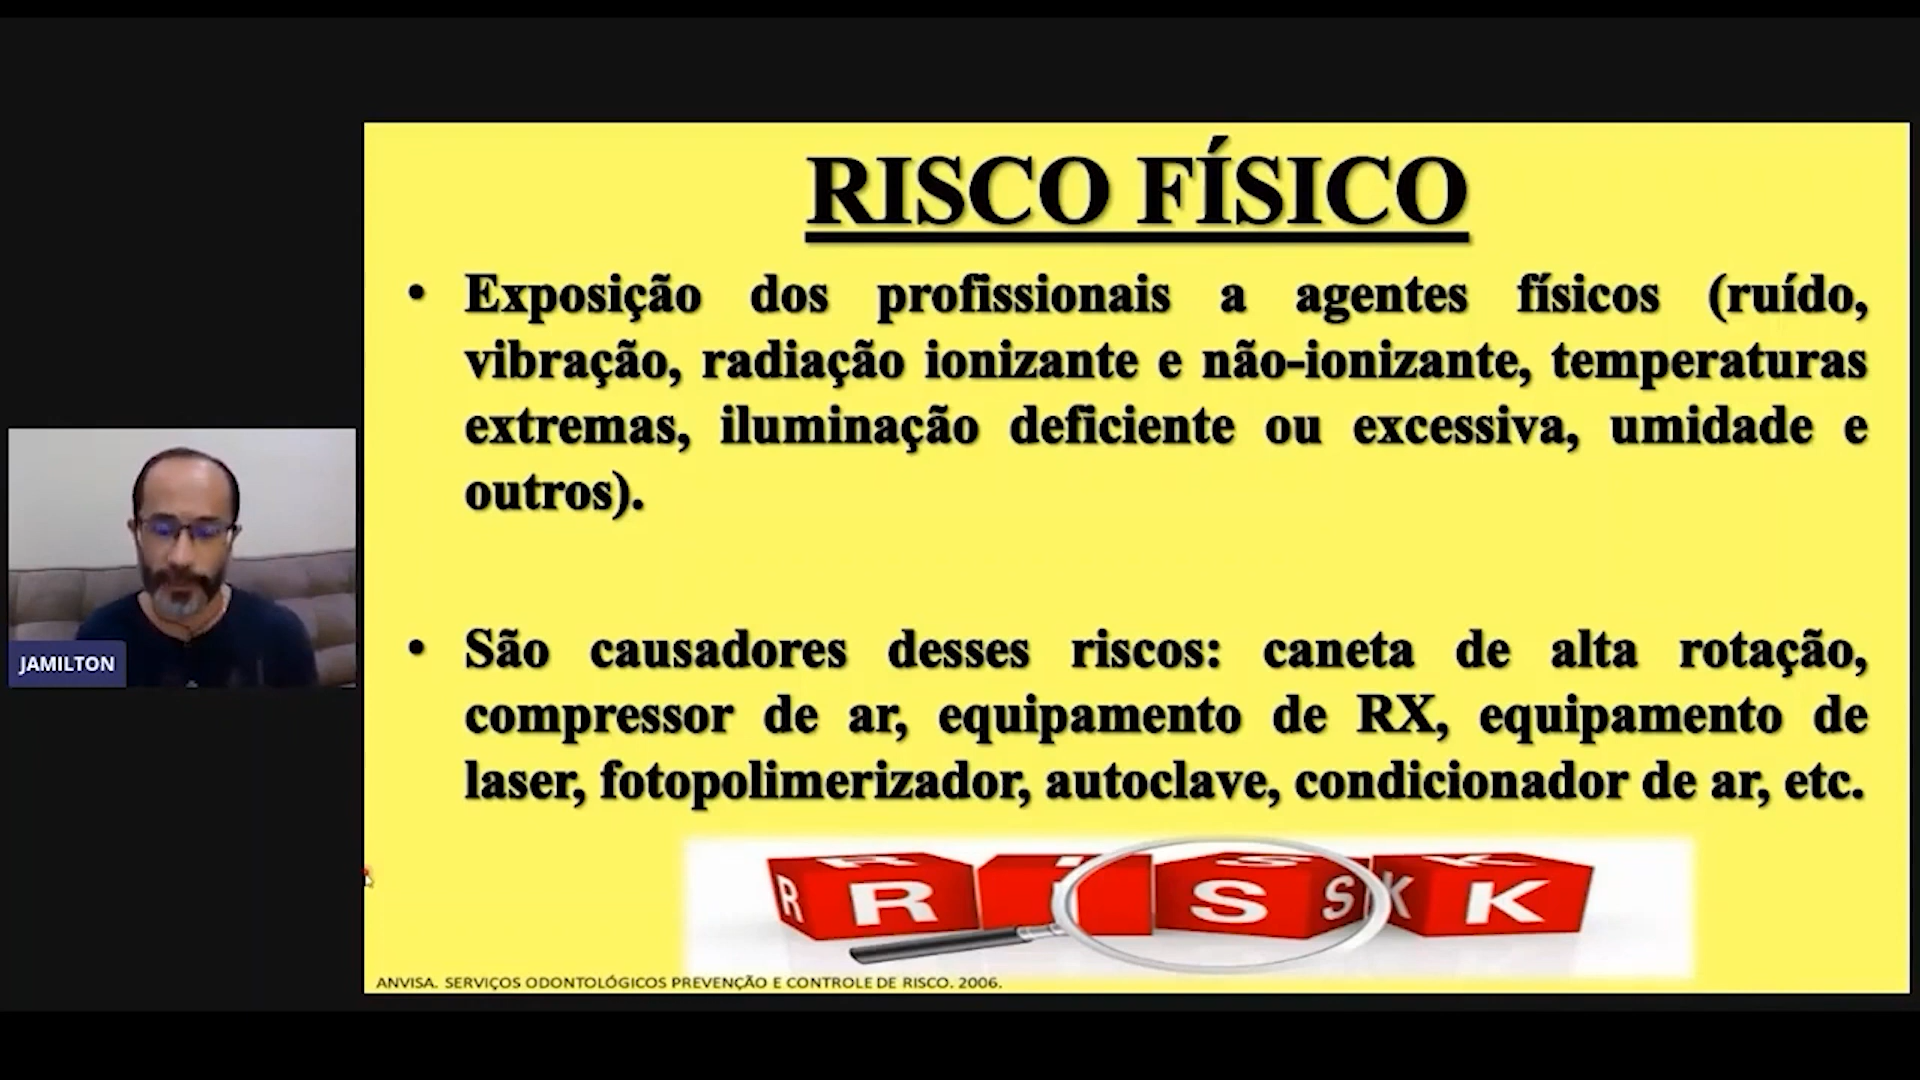 RISCO FÍSICO
• Exposição dos profissionais a agentes físicos (ruído,
vibração, radiação ionizante e não-ionizante, temperaturas
extremas, iluminação deficiente ou excessiva, umidade e
outros).
• São causadores desses riscos: caneta de alta rotação,
compressor de ar, equipamento de RX, equipamento de
laser, fotopolimerizador, autoclave, condicionador de ar, etc.
JAMILTON
R I S K
ANVISA. SERVIÇOS ODONTOLÓGICOS PREVENÇÃO E CONTROLE DE RISCO. 2006.